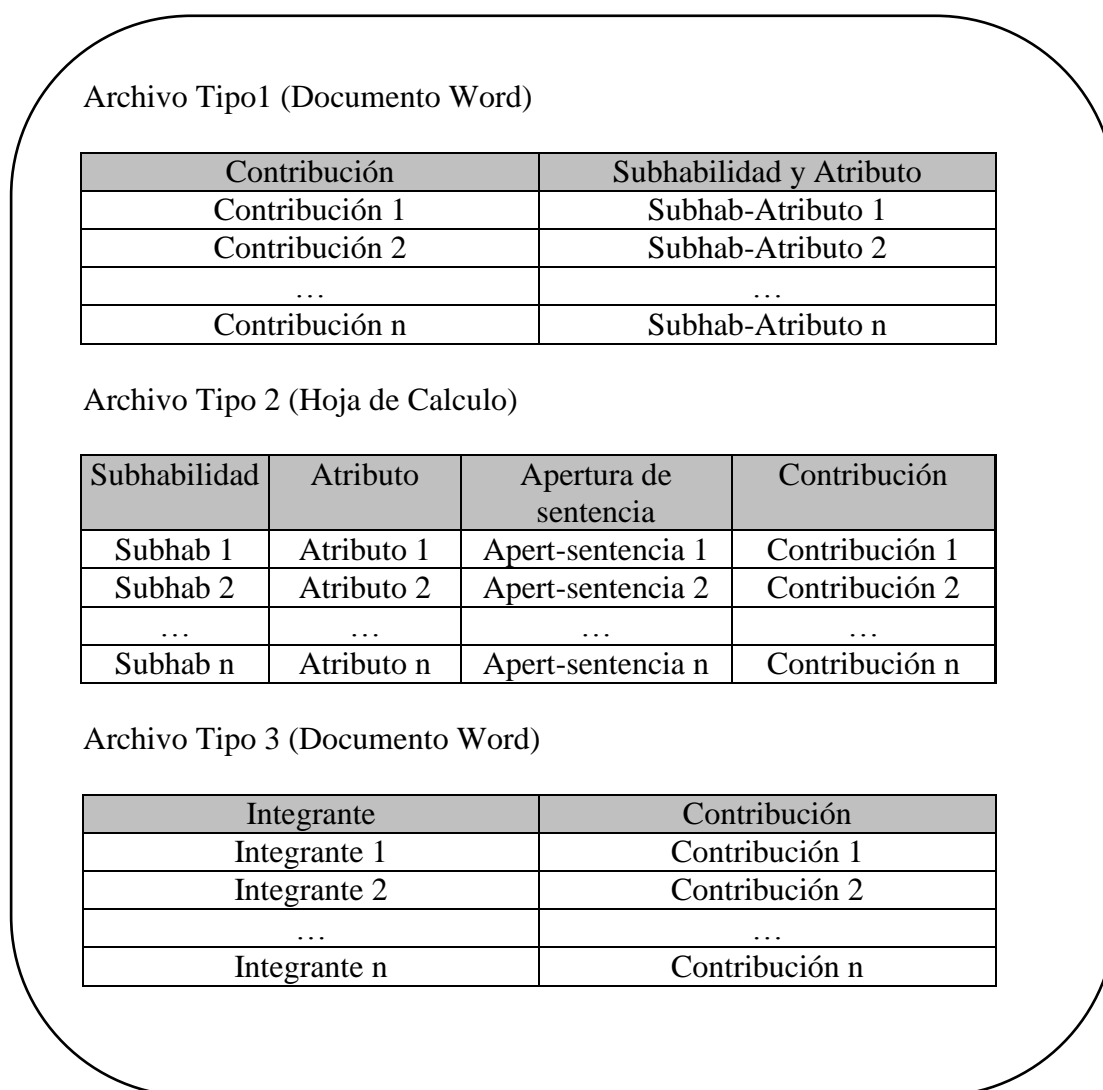 Archivo Tipo1 (Documento Word)
Contribución Subhabilidad y Atributo
Contribución 1 Subhab-Atributo 1
Contribución 2 Subhab-Atributo 2
… …
Contribución n Subhab-Atributo n
Archivo Tipo 2 (Hoja de Calculo)
Subhabilidad Atributo Apertura de sentencia Contribución
Subhab 1 Atributo 1 Apert-sentencia 1 Contribución 1
Subhab 2 Atributo 2 Apert-sentencia 2 Contribución 2
… … … …
Subhab n Atributo n Apert-sentencia n Contribución n
Archivo Tipo 3 (Documento Word)
Integrante Contribución
Integrante 1 Contribución 1
Integrante 2 Contribución 2
… …
Integrante n Contribución n